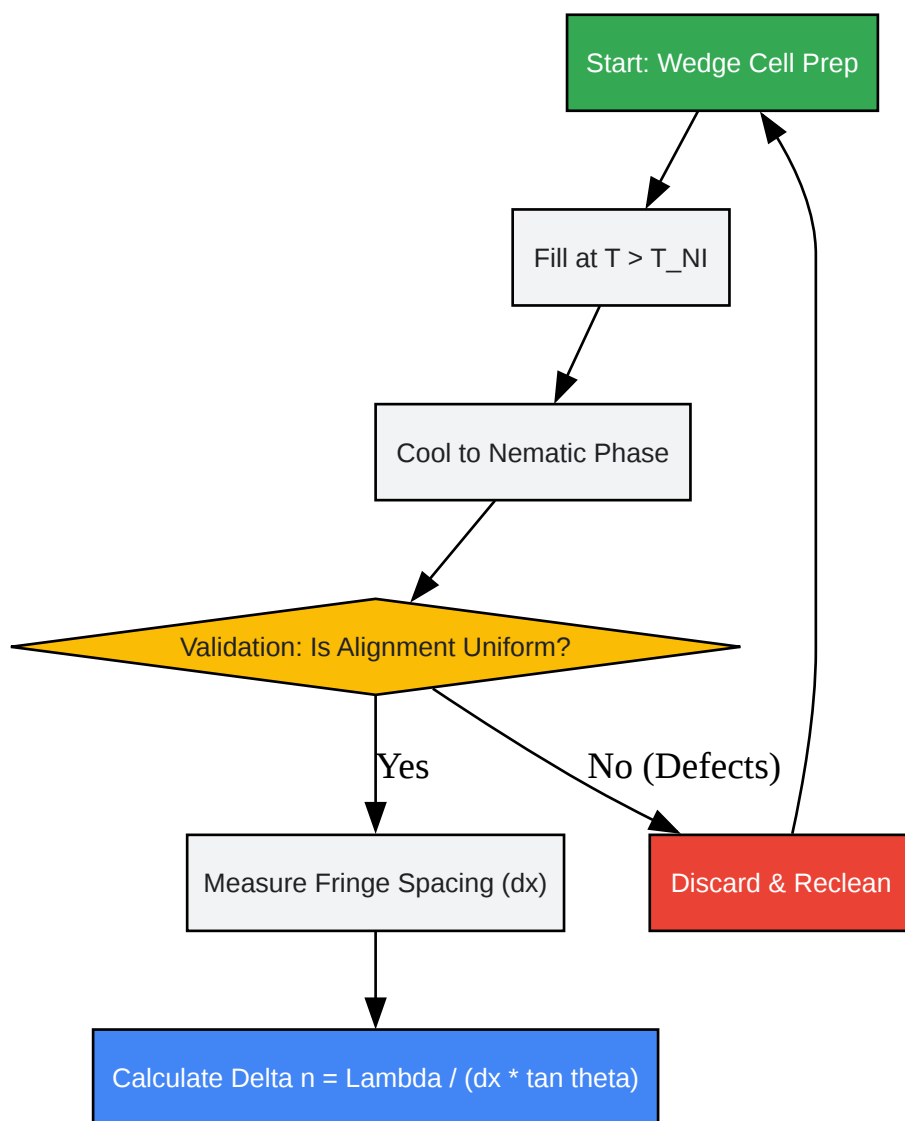 Start: Wedge Cell Prep
Fill at T > T_NI
Cool to Nematic Phase
Validation: Is Alignment Uniform?
Yes
No (Defects)
Measure Fringe Spacing (dx)
Discard & Reclean
Calculate Delta n = Lambda / (dx * tan theta)